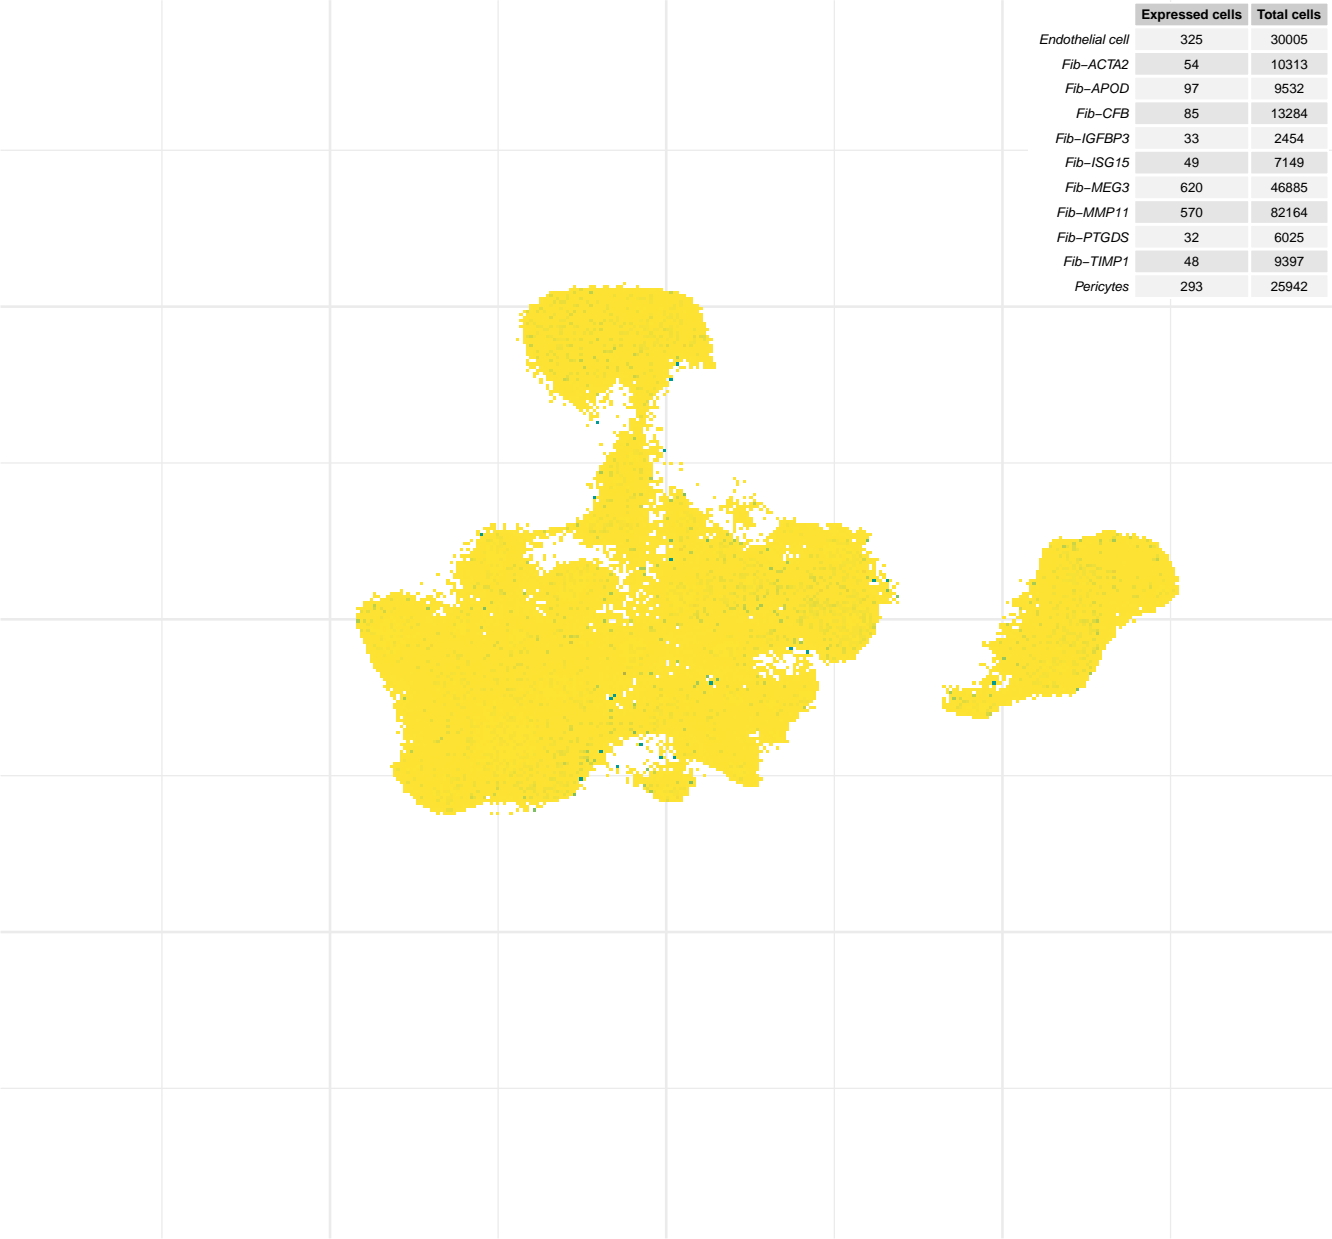 Expressed cells Total cells
Endothelial cell 325 30005
Fib−ACTA2 54 10313
Fib−APOD 97 9532
Fib−CFB 85 13284
Fib−IGFBP3 33 2454
Fib−ISG15 49 7149
Fib−MEG3 620 46885
Fib−MMP11 570 82164
Fib−PTGDS 32 6025
Fib−TIMP1 48 9397
Pericytes 293 25942